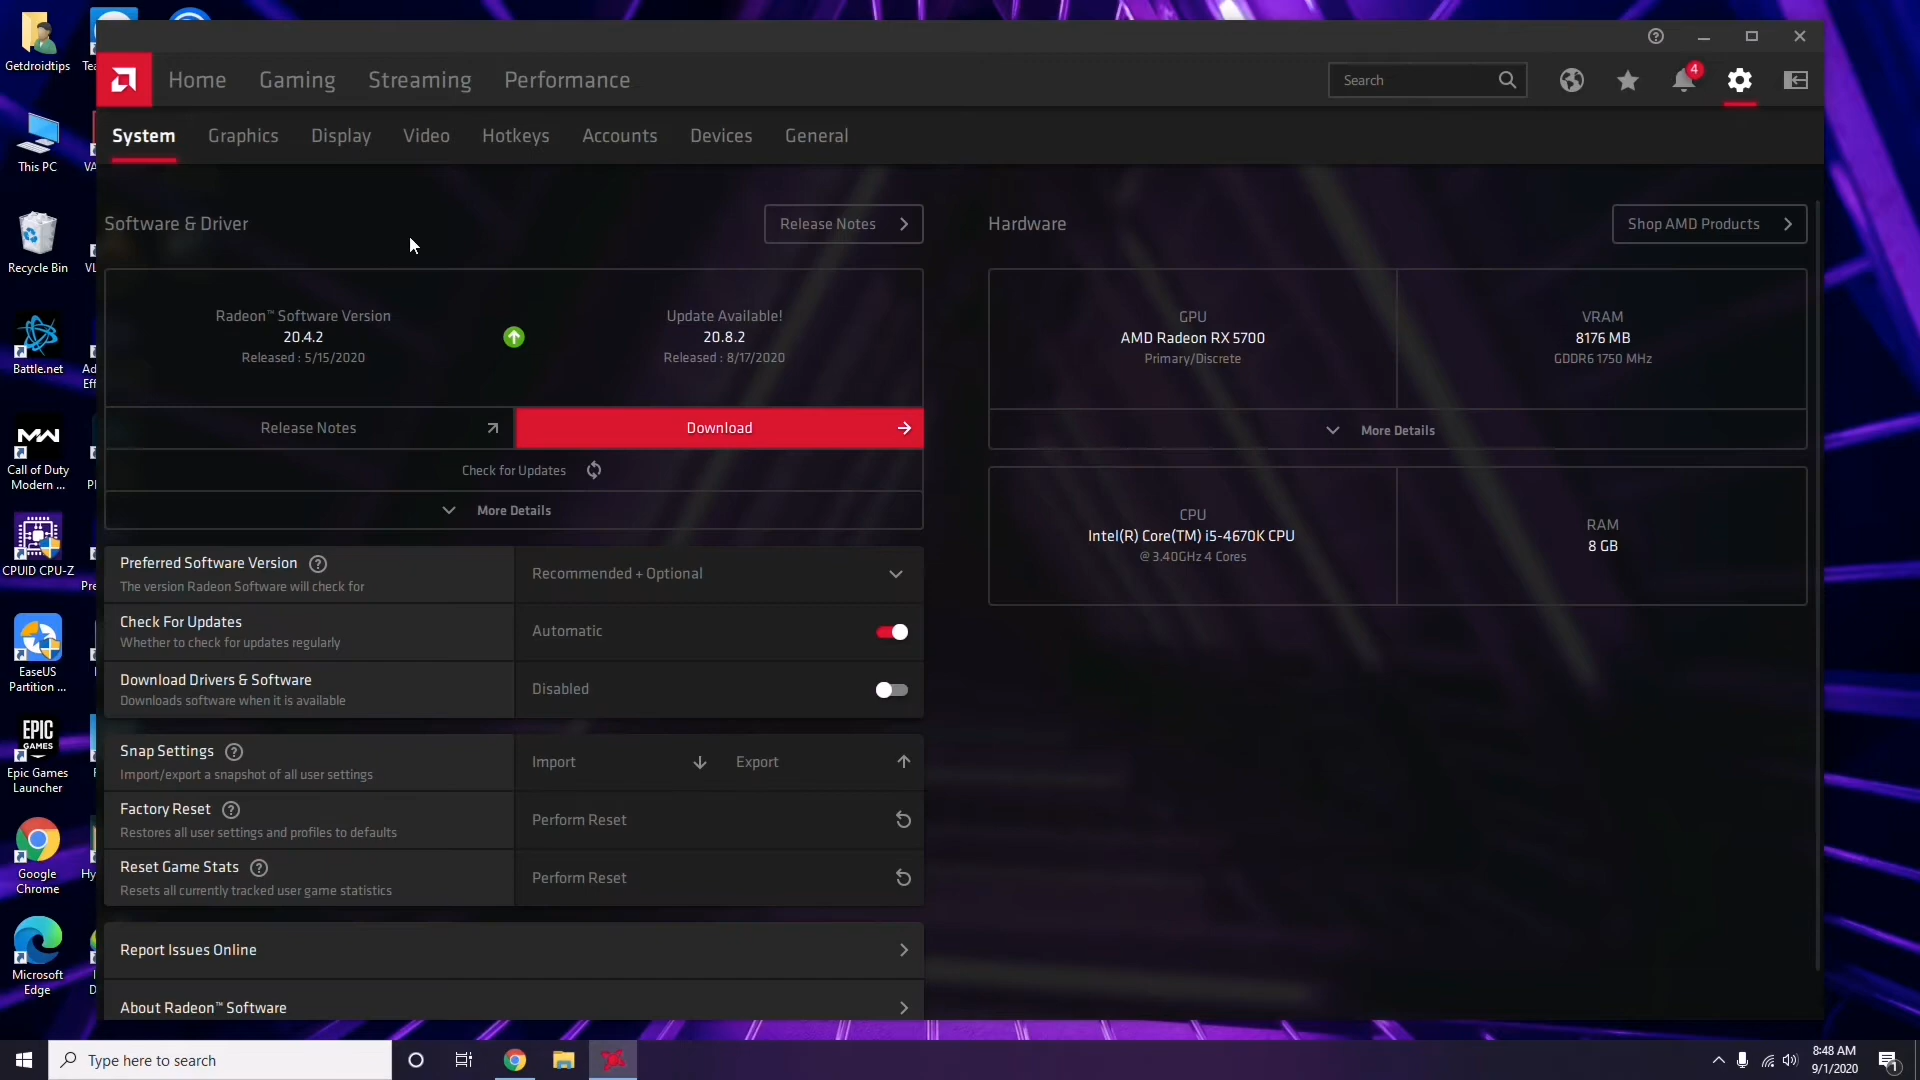 Getdroidtips
This PC
Recycle Bin
Battle.net
Call of Duty
Modern ...
CPUID CPU-Z
EaseUS
Partition ...
Epic Games
Launcher
Google
Chrome
Microsoft
Edge
Home
Gaming
Streaming
Performance
Search
4
System
Graphics
Display
Video
Hotkeys
Accounts
Devices
General
Software & Driver
Release Notes
Radeon™ Software Version
20.4.2
Released : 5/15/2020
Update Available!
20.8.2
Released : 8/17/2020
Release Notes
Download
Check for Updates
More Details
Preferred Software Version
The version Radeon Software will check for
Recommended + Optional
Check For Updates
Whether to check for updates regularly
Automatic
Download Drivers & Software
Downloads software when it is available
Disabled
Snap Settings
Import/export a snapshot of all user settings
Import
Export
Factory Reset
Restores all user settings and profiles to defaults
Perform Reset
Reset Game Stats
Resets all currently tracked user game statistics
Perform Reset
Report Issues Online
About Radeon™ Software
Hardware
Shop AMD Products
GPU
AMD Radeon RX 5700
Primary/Discrete
VRAM
8176 MB
GDDR6 1750 MHz
More Details
CPU
Intel(R) Core(TM) i5-4670K CPU
@ 3.40GHz 4 Cores
RAM
8 GB
Type here to search
8:48 AM
9/1/2020
1